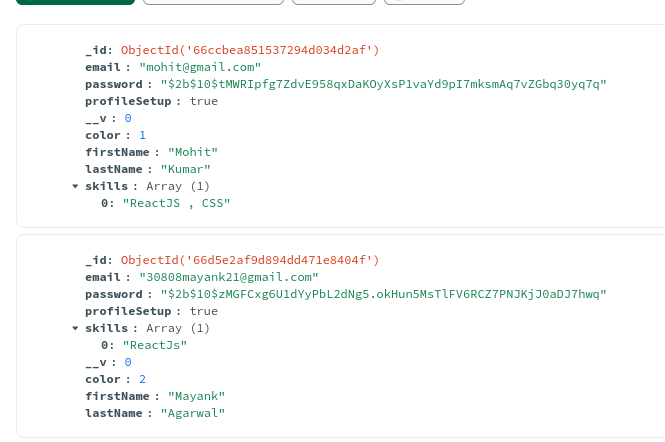 _id: ObjectId('66ccbea851537294d034d2af')
email : "mohit@gmail.com"
password : "$2b$10$tMWRIpfg7ZdvE958qxDaKOyXsP1vaYd9pI7mksmAq7vZGbq30yq7q"
profileSetup : true
__v : 0
color : 1
firstName : "Mohit"
lastName : "Kumar"
skills : Array (1)
0: "ReactJS , CSS"
_id: ObjectId('66d5e2af9d894dd471e8404f')
email : "30808mayank21@gmail.com"
password : "$2b$10$zMGFCxg6U1dYyPbL2dNg5.okHun5MsTlFV6RCZ7PNJKjJ0aDJ7hwq"
profileSetup : true
skills : Array (1)
0: "ReactJs"
__v : 0
color : 2
firstName : "Mayank"
lastName : "Agarwal"